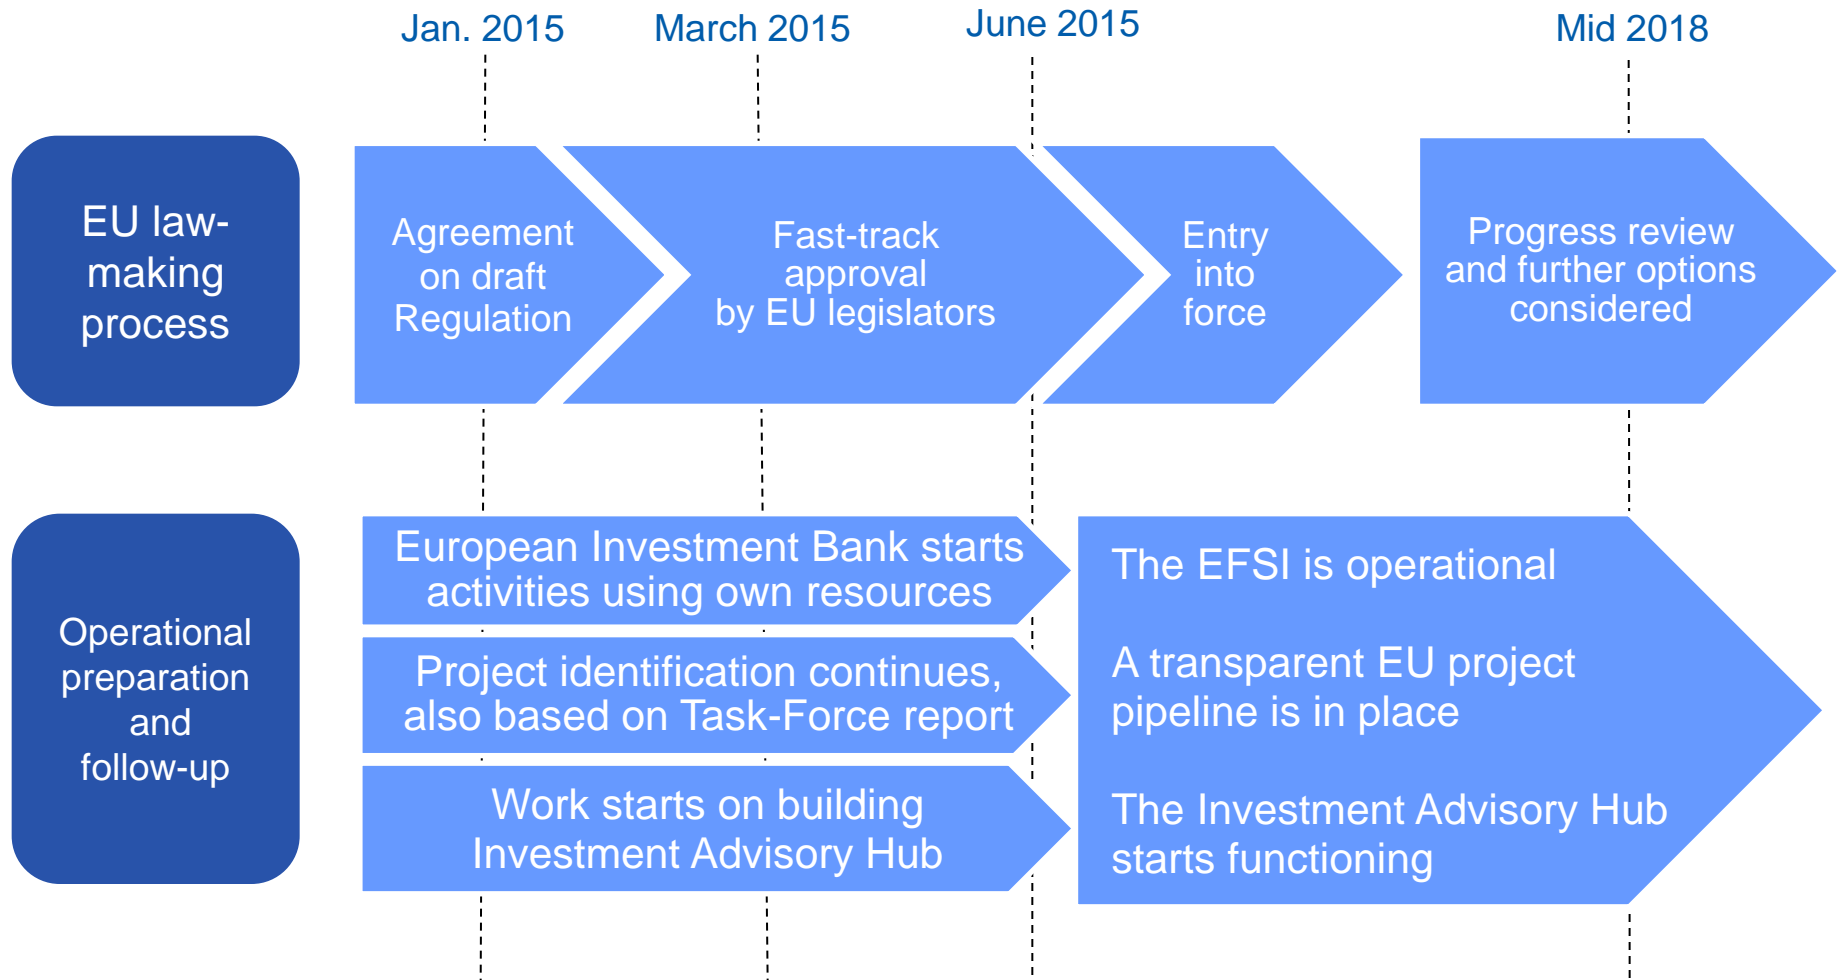 Jan. 2015
March 2015
June 2015
Mid 2018
EU law-
making
process
Agreement
on draft
Regulation
Fast-track
approval
by EU legislators
Entry
into
force
Progress review
and further options
considered
Operational
preparation
and
follow-up
European Investment Bank starts
activities using own resources
Project identification continues,
also based on Task-Force report
Work starts on building
Investment Advisory Hub
The EFSI is operational
A transparent EU project
pipeline is in place
The Investment Advisory Hub
starts functioning